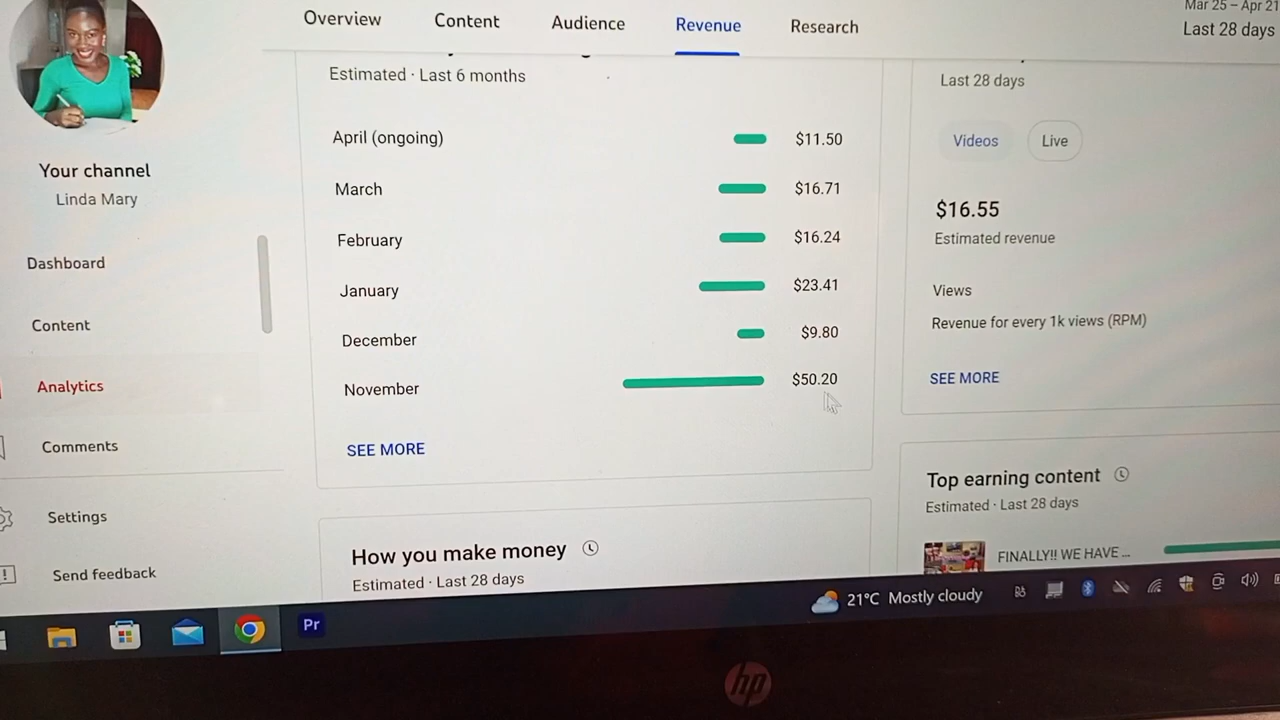 Overview
Content
Audience
Revenue
Research
Mar 25 – Apr 21
Last 28 days
Your channel
Linda Mary
Dashboard
Content
Analytics
Comments
Settings
Send feedback
Estimated · Last 6 months
April (ongoing) $11.50
March $16.71
February $16.24
January $23.41
December $9.80
November $50.20
SEE MORE
How you make money
Estimated · Last 28 days
Last 28 days
Videos
Live
$16.55
Estimated revenue
Views
Revenue for every 1k views (RPM)
SEE MORE
Top earning content
Estimated · Last 28 days
FINALLY!! WE HAVE ...
Pr
21°C Mostly cloudy
hp